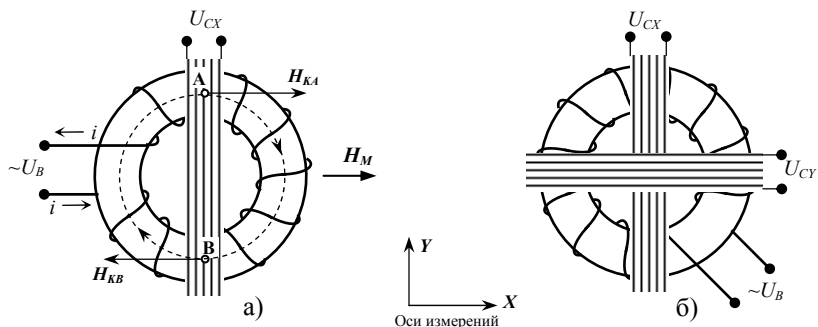 U_CX
U_CX
A
H_KA
i
~U_B
H_M
U_CY
i
B
H_KB
Y
~U_B
а)
X
б)
Оси измерений